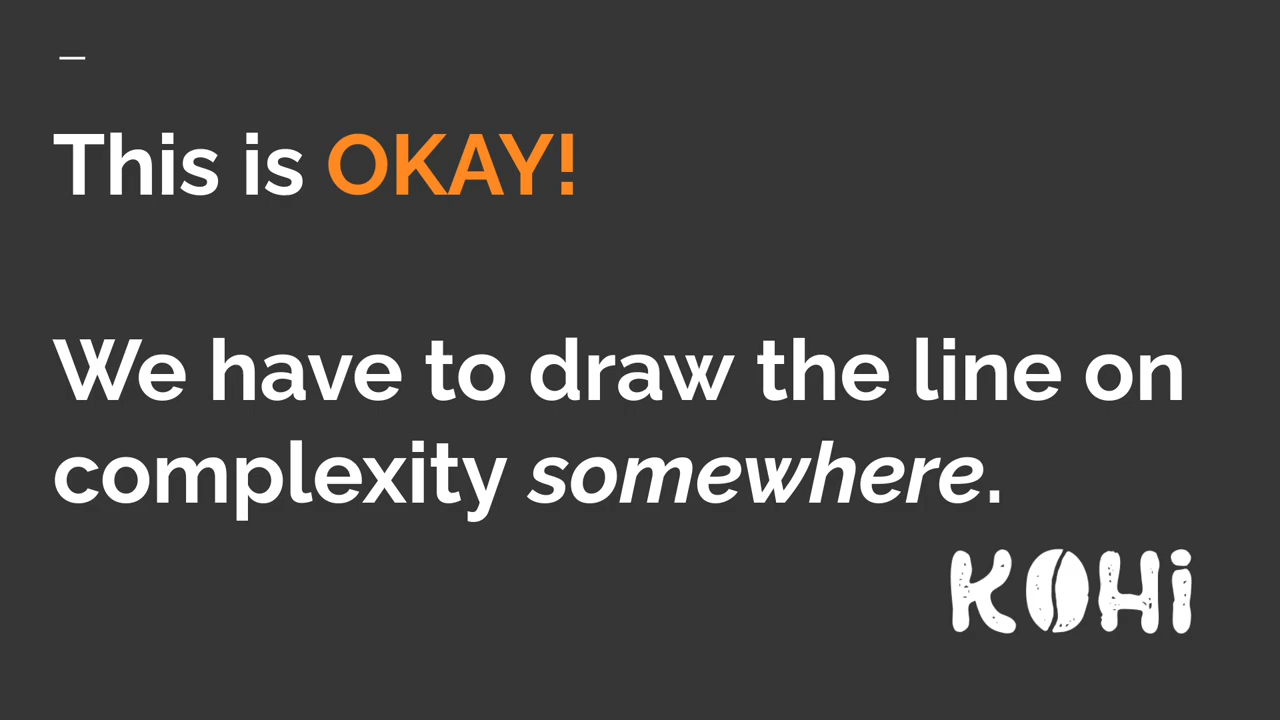 This is OKAY!
We have to draw the line on
complexity somewhere.
KOHi